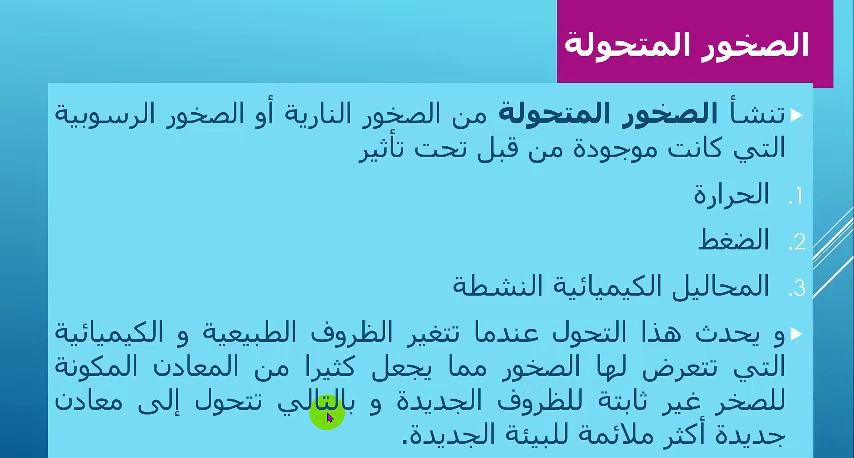 الصخور المتحولة
تنشأ الصخور المتحولة من الصخور النارية أو الصخور الرسوبية
التي كانت موجودة من قبل تحت تأثير
1. الحرارة
2. الضغط
3. المحاليل الكيميائية النشطة
و يحدث هذا التحول عندما تتغير الظروف الطبيعية و الكيميائية
التي تتعرض لها الصخور مما يجعل كثيرا من المعادن المكونة
للصخر غير ثابتة للظروف الجديدة و بالتالي تتحول إلى معادن
جديدة أكثر ملائمة للبيئة الجديدة.